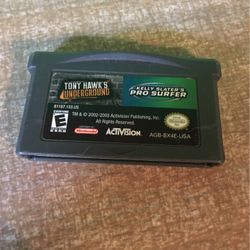 TONY HAWK'S
UNDERGROUND
KELLY SLATER'S
PRO SURFER
EVERYONE
E
TM & © 2002-2005 Activision Publishing, Inc.
All Rights Reserved.
Nintendo
ACTIVISION
AGB-BX4E-USA